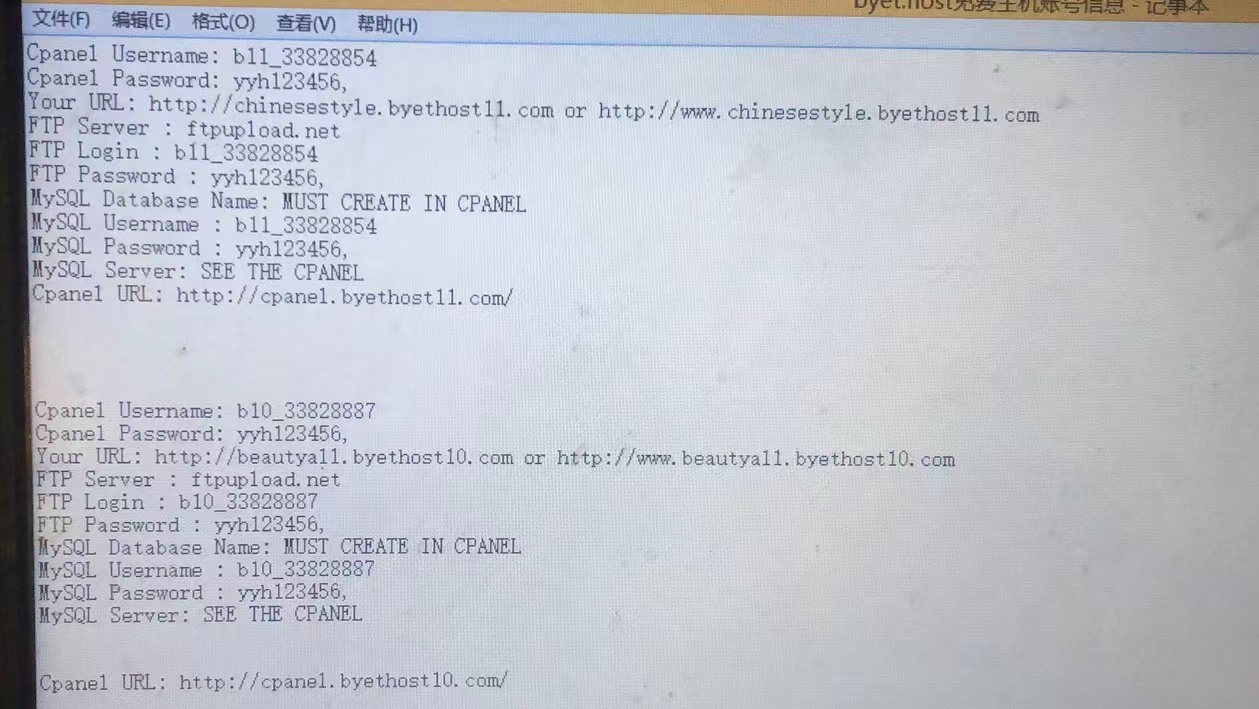 byet.host免费主机账号信息 - 记事本
文件(F) 编辑(E) 格式(O) 查看(V) 帮助(H)
Cpanel Username: b11_33828854
Cpanel Password: yyh123456,
Your URL: http://chinesestyle.byethost11.com or http://www.chinesestyle.byethost11.com
FTP Server : ftpupload.net
FTP Login : b11_33828854
FTP Password : yyh123456,
MySQL Database Name: MUST CREATE IN CPANEL
MySQL Username : b11_33828854
MySQL Password : yyh123456,
MySQL Server: SEE THE CPANEL
Cpanel URL: http://cpanel.byethost11.com/
Cpanel Username: b10_33828887
Cpanel Password: yyh123456,
Your URL: http://beautyall.byethost10.com or http://www.beautyall.byethost10.com
FTP Server : ftpupload.net
FTP Login : b10_33828887
FTP Password : yyh123456,
MySQL Database Name: MUST CREATE IN CPANEL
MySQL Username : b10_33828887
MySQL Password : yyh123456,
MySQL Server: SEE THE CPANEL
Cpanel URL: http://cpanel.byethost10.com/